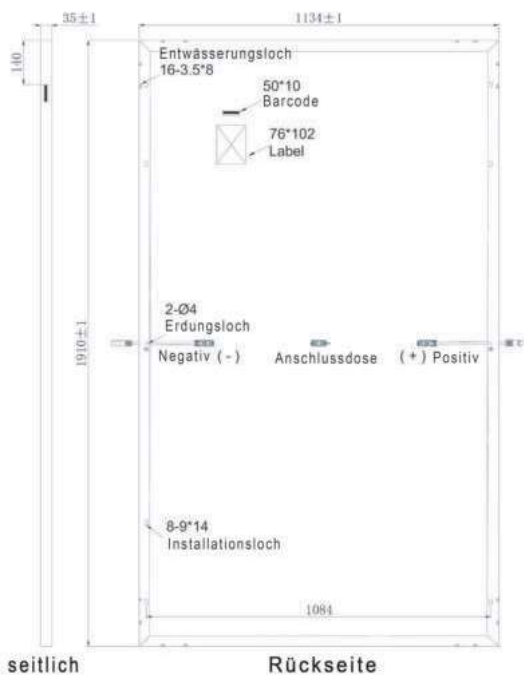 35±1
1134±1
140
Entwässerungsloch
16-3.5*8
50*10
Barcode
76*102
Label
1910±1
2-Ø4
Erdungsloch
Negativ (-)
Anschlussdose
(+) Positiv
8-9*14
Installationsloch
1084
seitlich
Rückseite